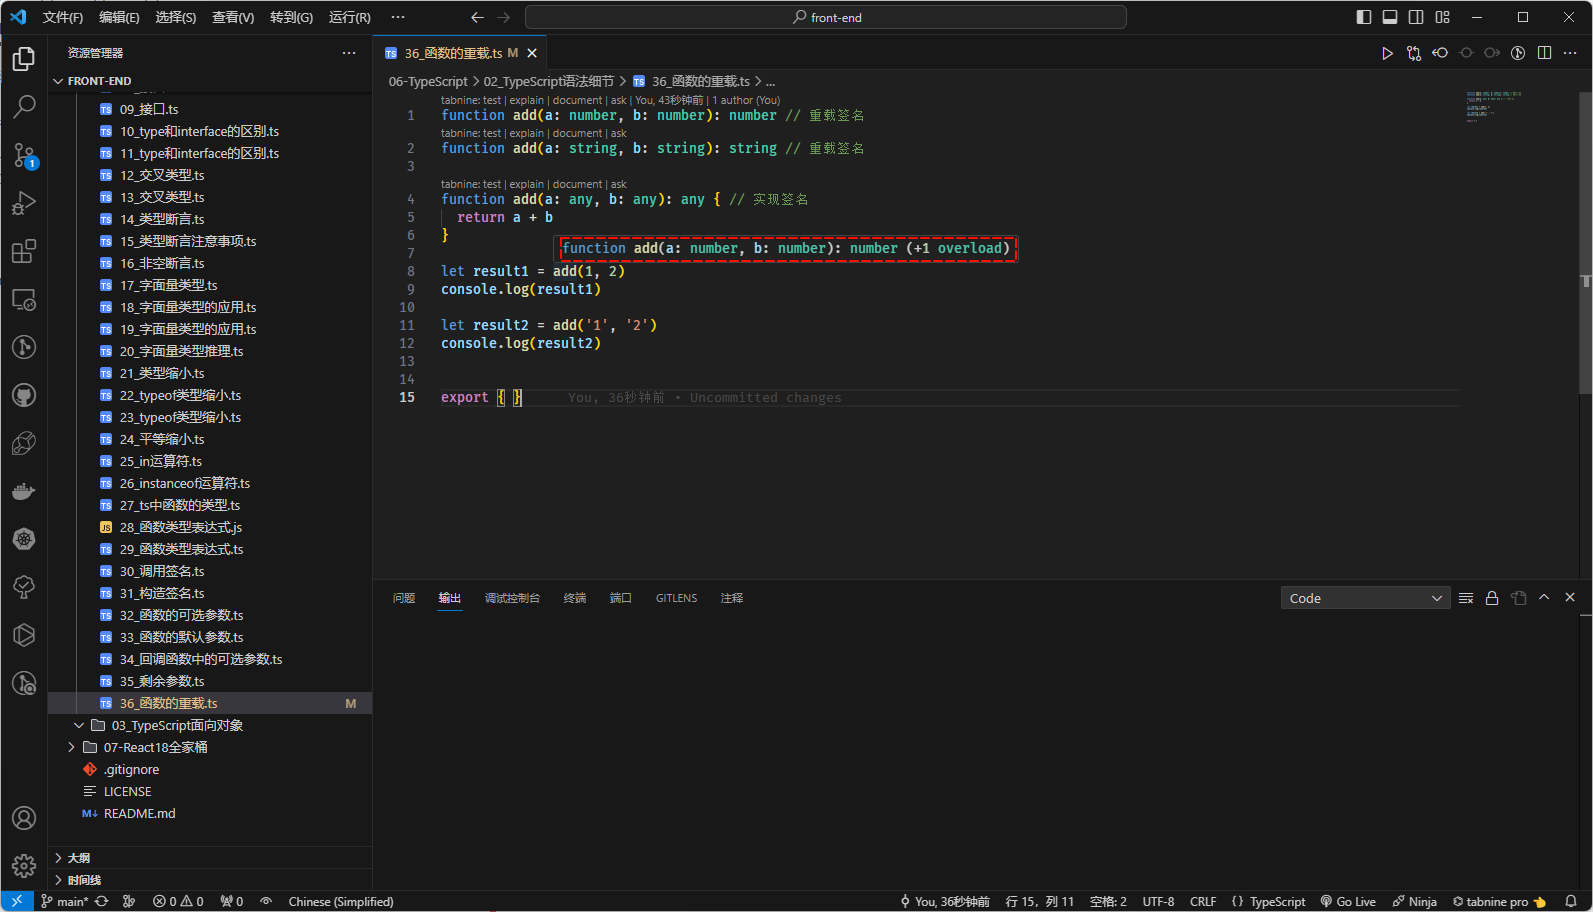 文件(F) 编辑(E) 选择(S) 查看(V) 转到(G) 运行(R) ··· front-end
资源管理器 ···
FRONT-END
09_接口.ts
10_type和interface的区别.ts
11_type和interface的区别.ts
12_交叉类型.ts
13_交叉类型.ts
14_类型断言.ts
15_类型断言注意事项.ts
16_非空断言.ts
17_字面量类型.ts
18_字面量类型的应用.ts
19_字面量类型的应用.ts
20_字面量类型推理.ts
21_类型缩小.ts
22_typeof类型缩小.ts
23_typeof类型缩小.ts
24_平等缩小.ts
25_in运算符.ts
26_instanceof运算符.ts
27_ts中函数的类型.ts
28_函数类型表达式.js
29_函数类型表达式.ts
30_调用签名.ts
31_构造签名.ts
32_函数的可选参数.ts
33_函数的默认参数.ts
34_回调函数中的可选参数.ts
35_剩余参数.ts
36_函数的重载.ts M
03_TypeScript面向对象
07-React18全家桶
.gitignore
LICENSE
README.md
大纲
时间线
TS 36_函数的重载.ts M
06-TypeScript > 02_TypeScript语法细节 > TS 36_函数的重载.ts > ...
tabnine: test | explain | document | ask | You, 43秒钟前 | 1 author (You)
1 function add(a: number, b: number): number // 重载签名
tabnine: test | explain | document | ask
2 function add(a: string, b: string): string // 重载签名
3
tabnine: test | explain | document | ask
4 function add(a: any, b: any): any { // 实现签名
5 return a + b
6 }
function add(a: number, b: number): number (+1 overload)
7
8 let result1 = add(1, 2)
9 console.log(result1)
10
11 let result2 = add('1', '2')
12 console.log(result2)
13
14
15 export { } You, 36秒钟前 • Uncommitted changes
问题 输出 调试控制台 终端 端口 GITLENS 注释 Code
main* 0 0 0 Chinese (Simplified) You, 36秒钟前 行 15，列 11 空格: 2 UTF-8 CRLF { } TypeScript Go Live Ninja tabnine pro